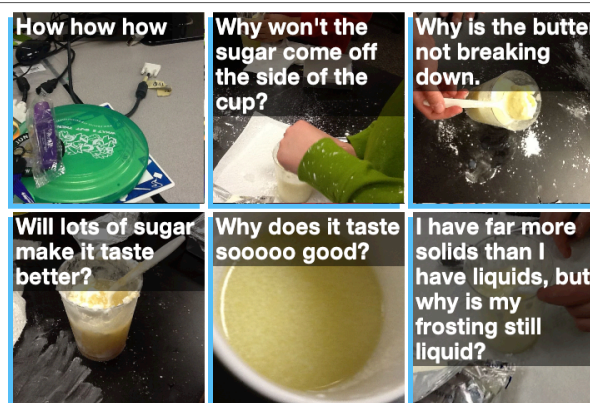 How how how
Why won't the
sugar come off
the side of the
cup?
Why is the butte
not breaking
down.
Will lots of sugar
make it taste
better?
Why does it taste
sooooo good?
I have far more
solids than I
have liquids, but
why is my
frosting still
liquid?